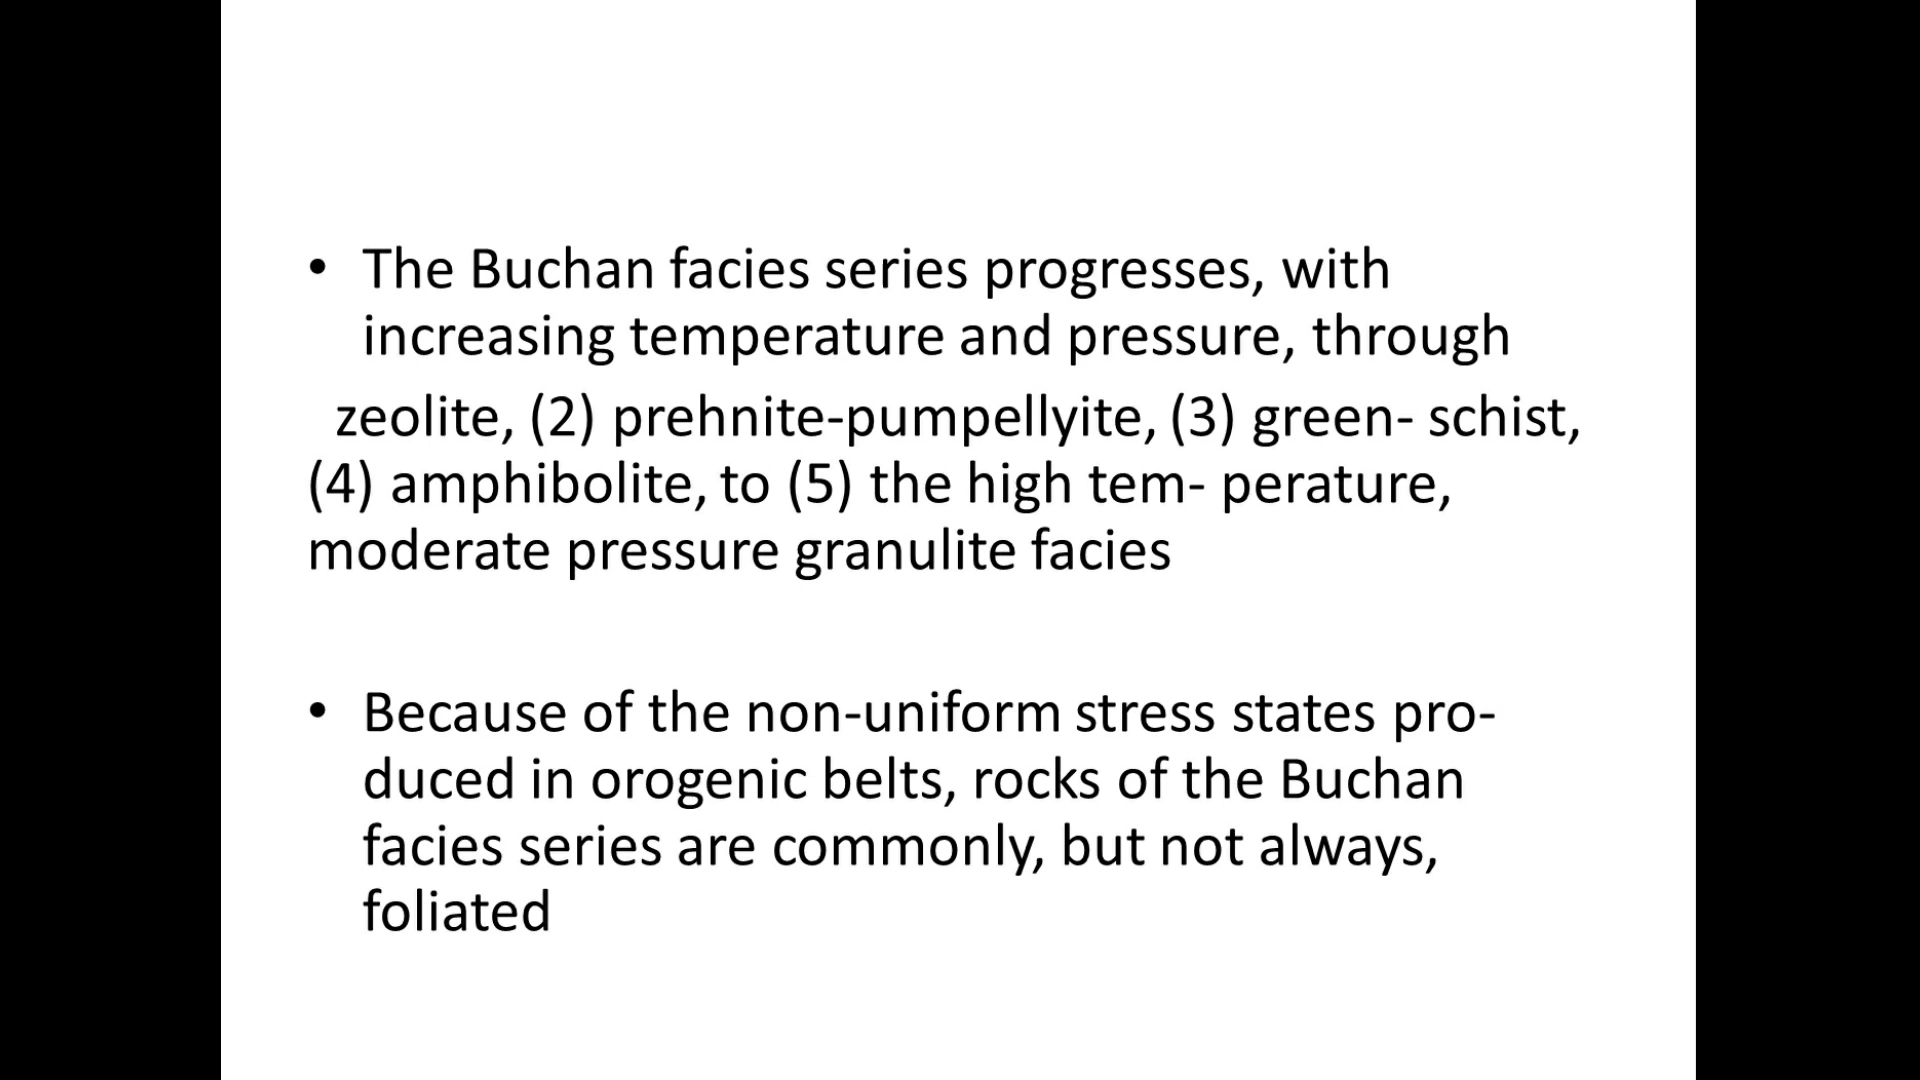 • The Buchan facies series progresses, with
increasing temperature and pressure, through
zeolite, (2) prehnite-pumpellyite, (3) green- schist,
(4) amphibolite, to (5) the high tem- perature,
moderate pressure granulite facies
• Because of the non-uniform stress states pro-
duced in orogenic belts, rocks of the Buchan
facies series are commonly, but not always,
foliated